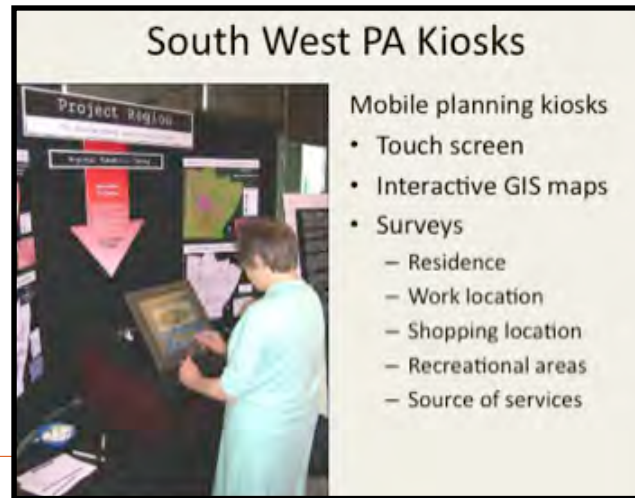 South West PA Kiosks
Project Region
Mobile planning kiosks
• Touch screen
• Interactive GIS maps
• Surveys
– Residence
– Work location
– Shopping location
– Recreational areas
– Source of services